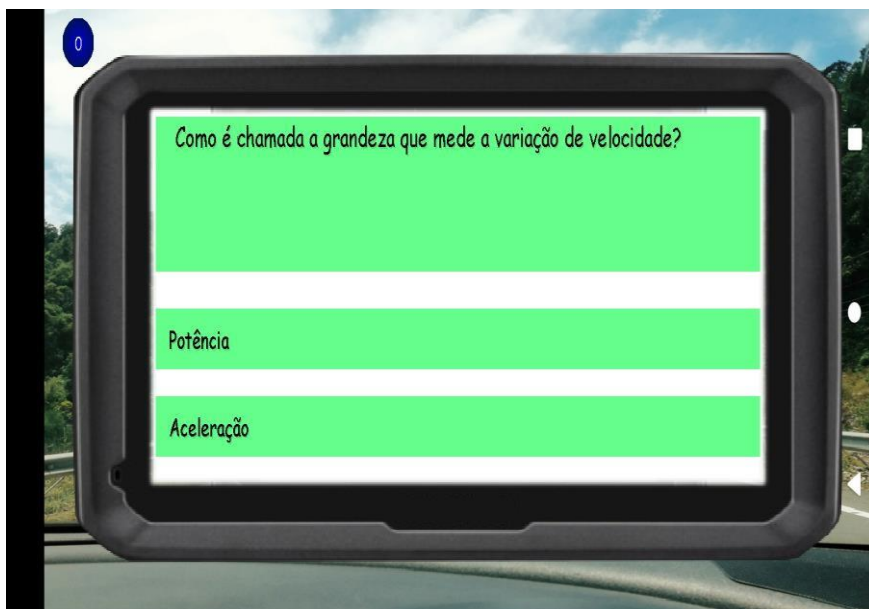 0
Como é chamada a grandeza que mede a variação de velocidade?
Potência
Aceleração